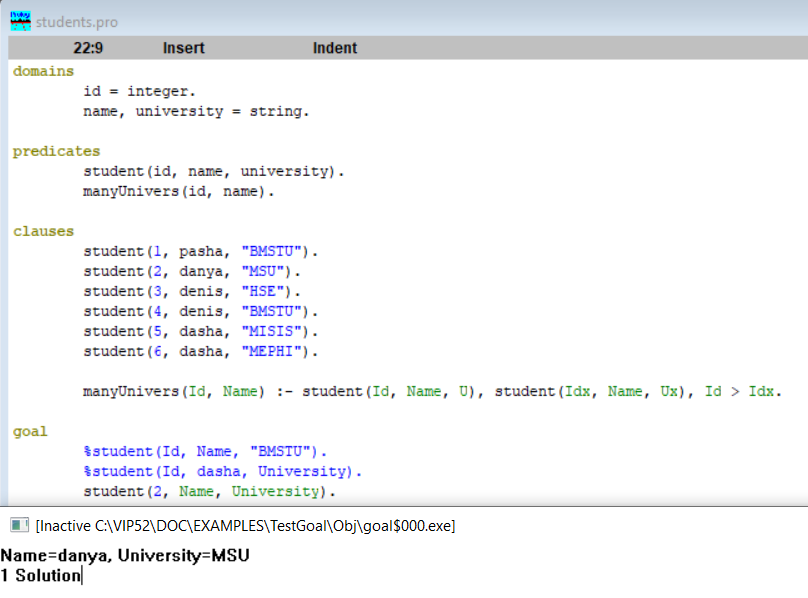 students.pro
22:9 Insert Indent
domains
id = integer.
name, university = string.
predicates
student(id, name, university).
manyUnivers(id, name).
clauses
student(1, pasha, "BMSTU").
student(2, danya, "MSU").
student(3, denis, "HSE").
student(4, denis, "BMSTU").
student(5, dasha, "MISIS").
student(6, dasha, "MEPHI").
manyUnivers(Id, Name) :- student(Id, Name, U), student(Idx, Name, Ux), Id > Idx.
goal
%student(Id, Name, "BMSTU").
%student(Id, dasha, University).
student(2, Name, University).
[Inactive C:\VIP52\DOC\EXAMPLES\TestGoal\Obj\goal$000.exe]
Name=danya, University=MSU
1 Solution